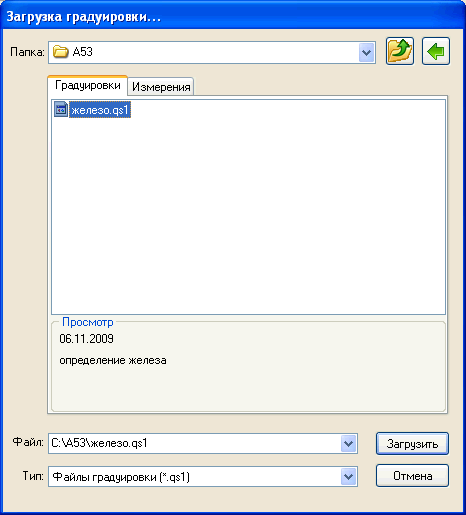 Загрузка градуировки...
Папка: A53
Градуировки Измерения
железо.qs1
Просмотр
06.11.2009
определение железа
Файл: C:\A53\железо.qs1 Загрузить
Тип: Файлы градуировки (*.qs1) Отмена